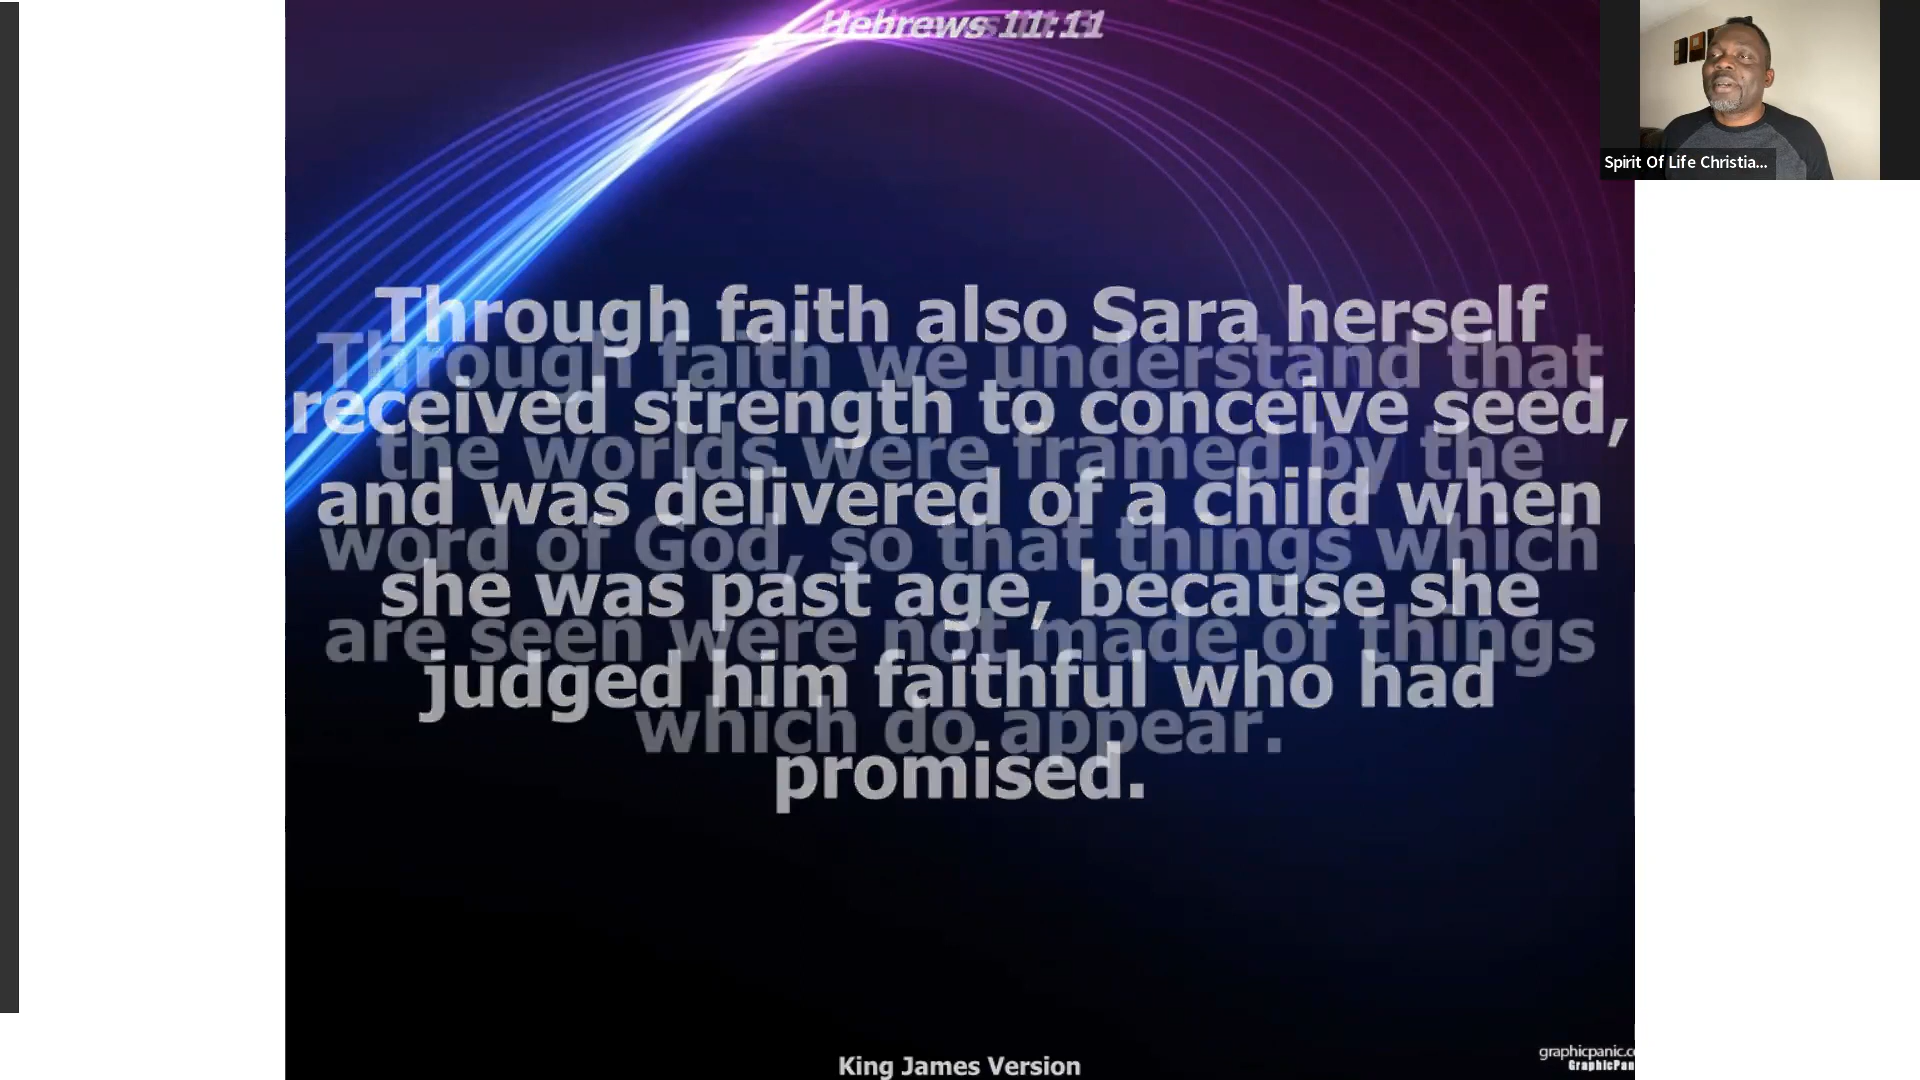 Hebrews 11:11
Through faith also Sara herself
received strength to conceive seed,
and was delivered of a child when
she was past age, because she
judged him faithful who had
promised.
Through faith we understand that
the worlds were framed by the
word of God, so that things which
are seen were not made of things
which do appear.
King James Version
graphicpanic.c
GraphicPan
Spirit Of Life Christia...